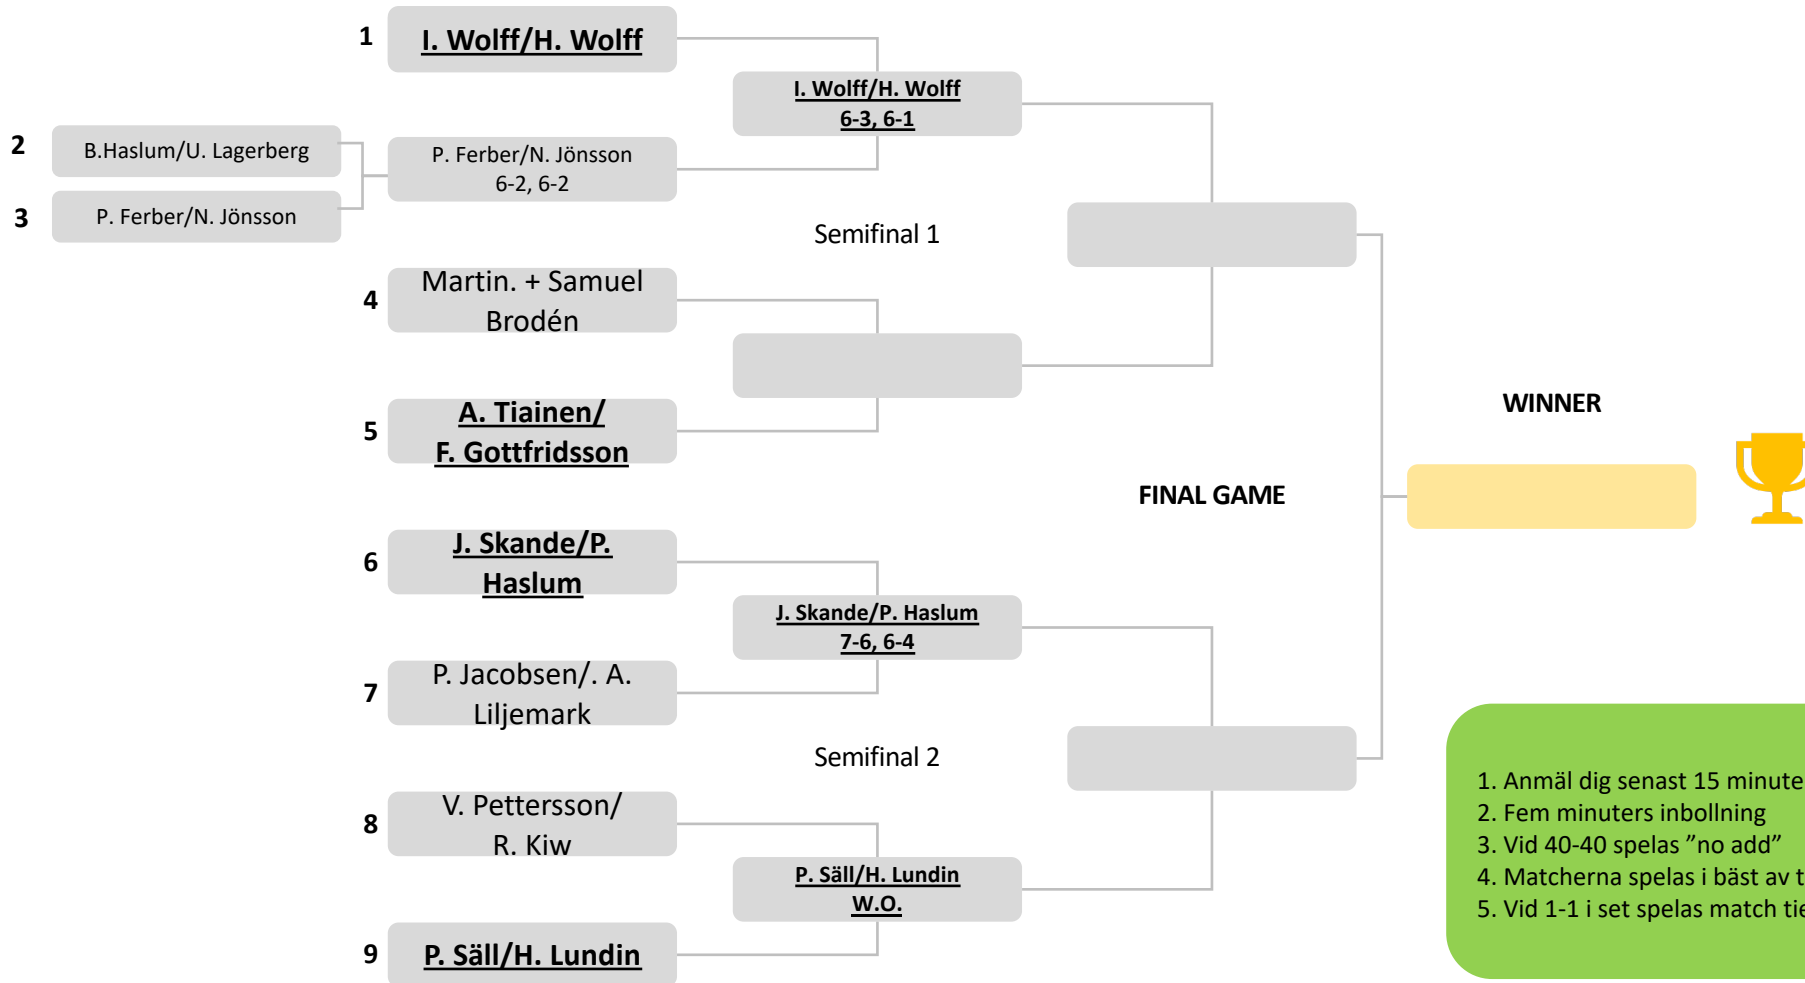 1
I. Wolff/H. Wolff
I. Wolff/H. Wolff
6-3, 6-1
2
B.Haslum/U. Lagerberg
P. Ferber/N. Jönsson
6-2, 6-2
3
P. Ferber/N. Jönsson
Semifinal 1
4
Martin. + Samuel
Brodén
5
A. Tiainen/
F. Gottfridsson
WINNER
FINAL GAME
6
J. Skande/P.
Haslum
J. Skande/P. Haslum
7-6, 6-4
7
P. Jacobsen/. A.
Liljemark
Semifinal 2
8
V. Pettersson/
R. Kiw
P. Säll/H. Lundin
W.O.
9
P. Säll/H. Lundin
1. Anmäl dig senast 15 minute
2. Fem minuters inbollning
3. Vid 40-40 spelas ”no add”
4. Matcherna spelas i bäst av t
5. Vid 1-1 i set spelas match tie